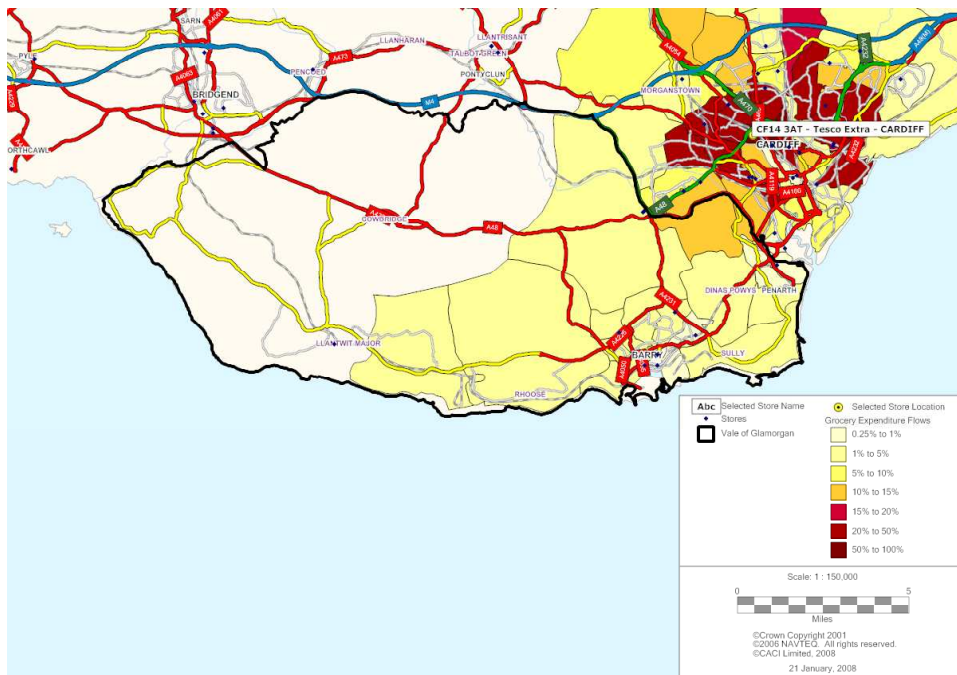 SARN
A4061
A4063
PYLE
BRIDGEND
PENCOED
A473
LLANHARAN
LLANTRISANT
TALBOT GREEN
PONTYCLUN
M4
MORGANSTOWN
A4054
A470
A4232
A48(M)
CF14 3AT - Tesco Extra - CARDIFF
CARDIFF
A4232
A4119
A4160
A48
ORTHCAWL
COWBRIDGE
A48
DINAS POWYS
PENARTH
A4231
A4226
BARRY
A4050
SULLY
LLANTWIT MAJOR
RHOOSE
Abc
Selected Store Name
Stores
Vale of Glamorgan
Selected Store Location
Grocery Expenditure Flows
0.25% to 1%
1% to 5%
5% to 10%
10% to 15%
15% to 20%
20% to 50%
50% to 100%
Scale: 1 : 150,000
0 5
Miles
©Crown Copyright 2001
©2006 NAVTEQ. All rights reserved.
©CACI Limited, 2008
21 January, 2008